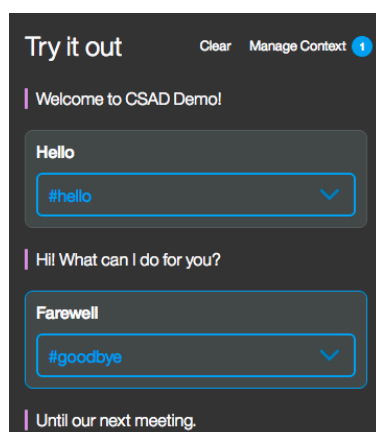 Try it out Clear Manage Context 1
Welcome to CSAD Demo!
Hello
#hello
Hi! What can I do for you?
Farewell
#goodbye
Until our next meeting.